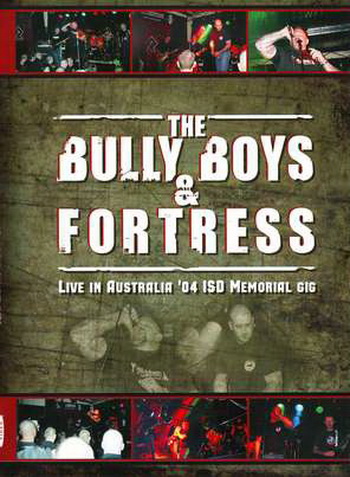 THE
BULLY BOYS
&
FORTRESS
LIVE IN AUSTRALIA '04 ISD MEMORIAL GIG